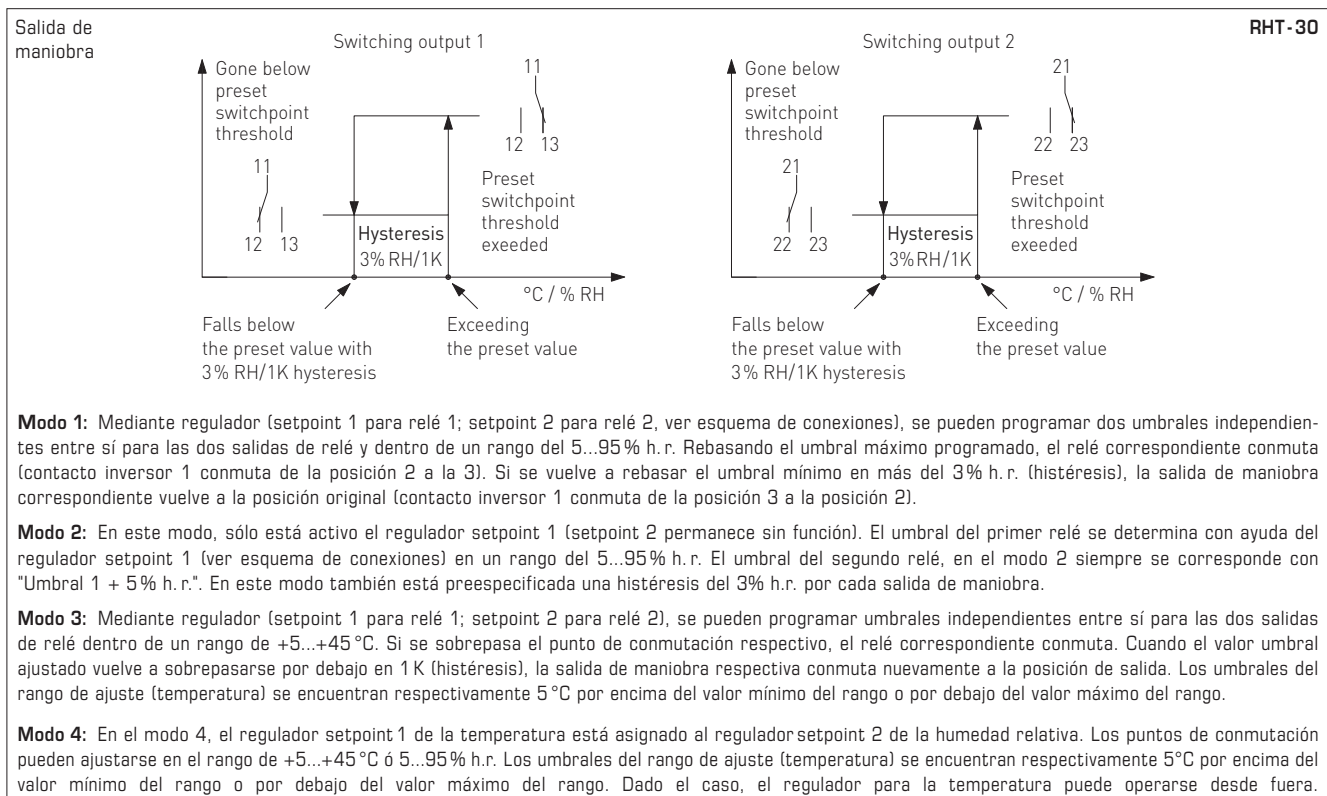 Salida de
maniobra
RHT-30
Switching output 1
Gone below
preset
switchpoint
threshold
11
12 13
11
12 13
Preset
switchpoint
threshold
exeeded
Hysteresis
3% RH/1K
°C / % RH
Falls below
the preset value with
3% RH/1K hysteresis
Exceeding
the preset value
Switching output 2
Gone below
preset
switchpoint
threshold
21
22 23
21
22 23
Preset
switchpoint
threshold
exeeded
Hysteresis
3% RH/1K
°C / % RH
Falls below
the preset value with
3% RH/1K hysteresis
Exceeding
the preset value
Modo 1: Mediante regulador (setpoint 1 para relé 1; setpoint 2 para relé 2, ver esquema de conexiones), se pueden programar dos umbrales independien-
tes entre sí para las dos salidas de relé y dentro de un rango del 5...95% h.r. Rebasando el umbral máximo programado, el relé correspondiente conmuta
(contacto inversor 1 conmuta de la posición 2 a la 3). Si se vuelve a rebasar el umbral mínimo en más del 3% h.r. (histéresis), la salida de maniobra
correspondiente vuelve a la posición original (contacto inversor 1 conmuta de la posición 3 a la posición 2).
Modo 2: En este modo, sólo está activo el regulador setpoint 1 (setpoint 2 permanece sin función). El umbral del primer relé se determina con ayuda del
regulador setpoint 1 (ver esquema de conexiones) en un rango del 5...95% h.r. El umbral del segundo relé, en el modo 2 siempre se corresponde con
"Umbral 1 + 5% h.r.". En este modo también está preespecificada una histéresis del 3% h.r. por cada salida de maniobra.
Modo 3: Mediante regulador (setpoint 1 para relé 1; setpoint 2 para relé 2), se pueden programar umbrales independientes entre sí para las dos salidas
de relé dentro de un rango de +5...+45°C. Si se sobrepasa el punto de conmutación respectivo, el relé correspondiente conmuta. Cuando el valor umbral
ajustado vuelve a sobrepasarse por debajo en 1K (histéresis), la salida de maniobra respectiva conmuta nuevamente a la posición de salida. Los umbrales del
rango de ajuste (temperatura) se encuentran respectivamente 5°C por encima del valor mínimo del rango o por debajo del valor máximo del rango.
Modo 4: En el modo 4, el regulador setpoint 1 de la temperatura está asignado al regulador setpoint 2 de la humedad relativa. Los puntos de conmutación
pueden ajustarse en el rango de +5...+45°C ó 5...95% h.r. Los umbrales del rango de ajuste (temperatura) se encuentran respectivamente 5°C por encima del
valor mínimo del rango o por debajo del valor máximo del rango. Dado el caso, el regulador para la temperatura puede operarse desde fuera.